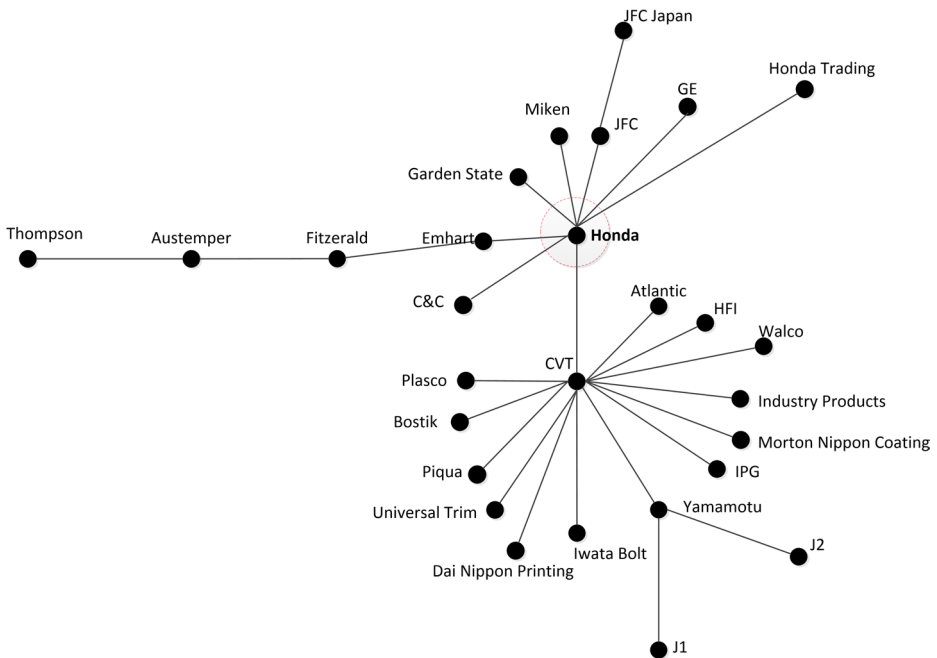 JFC Japan
Honda Trading
GE
Miken
JFC
Garden State
Thompson
Austemper
Fitzerald
Emhart
Honda
C&C
Atlantic
HFI
Walco
CVT
Plasco
Industry Products
Bostik
Morton Nippon Coating
Piqua
IPG
Universal Trim
Yamamotu
Iwata Bolt
J2
Dai Nippon Printing
J1